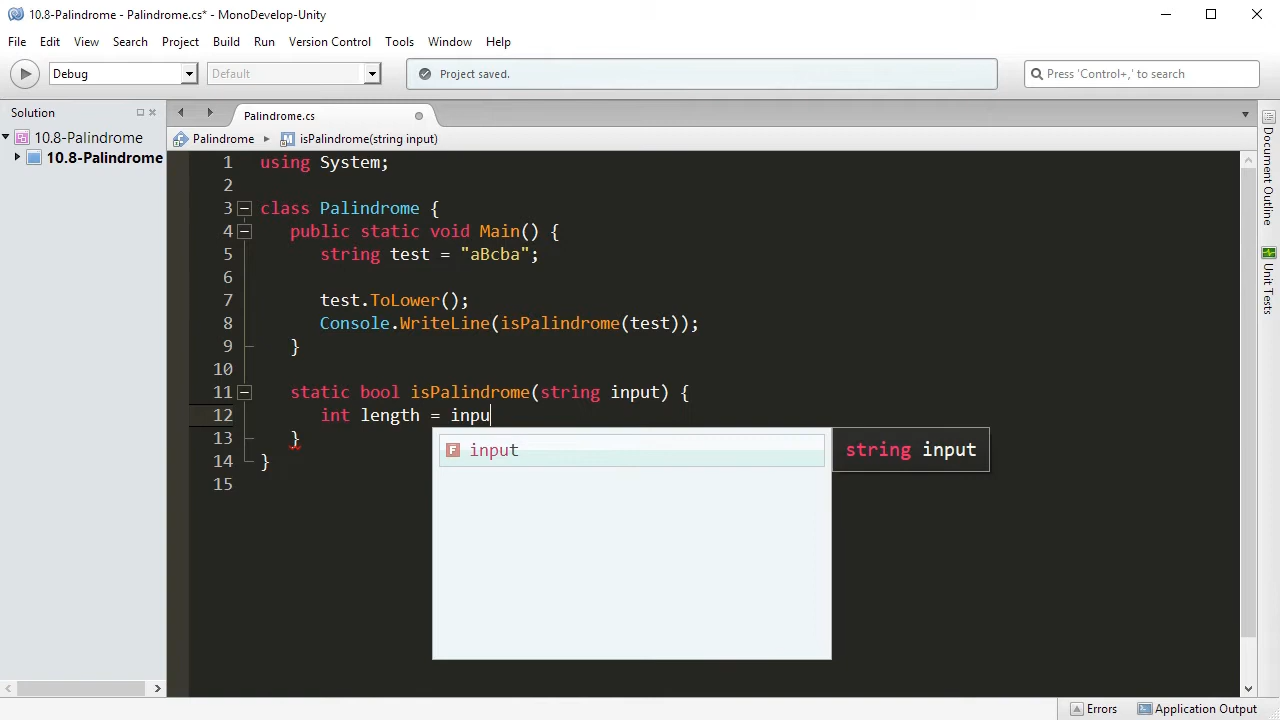 10.8-Palindrome - Palindrome.cs* - MonoDevelop-Unity
File Edit View Search Project Build Run Version Control Tools Window Help
Debug Default Project saved. Press 'Control+,' to search
Solution
10.8-Palindrome
10.8-Palindrome
Palindrome.cs
Palindrome isPalindrome(string input)
1 using System;
2
3 class Palindrome {
4 public static void Main() {
5 string test = "aBcba";
6
7 test.ToLower();
8 Console.WriteLine(isPalindrome(test));
9 }
10
11 static bool isPalindrome(string input) {
12 int length = inpu
13 }
14 }
15
F input
string input
Document Outline
Unit Tests
Errors Application Output